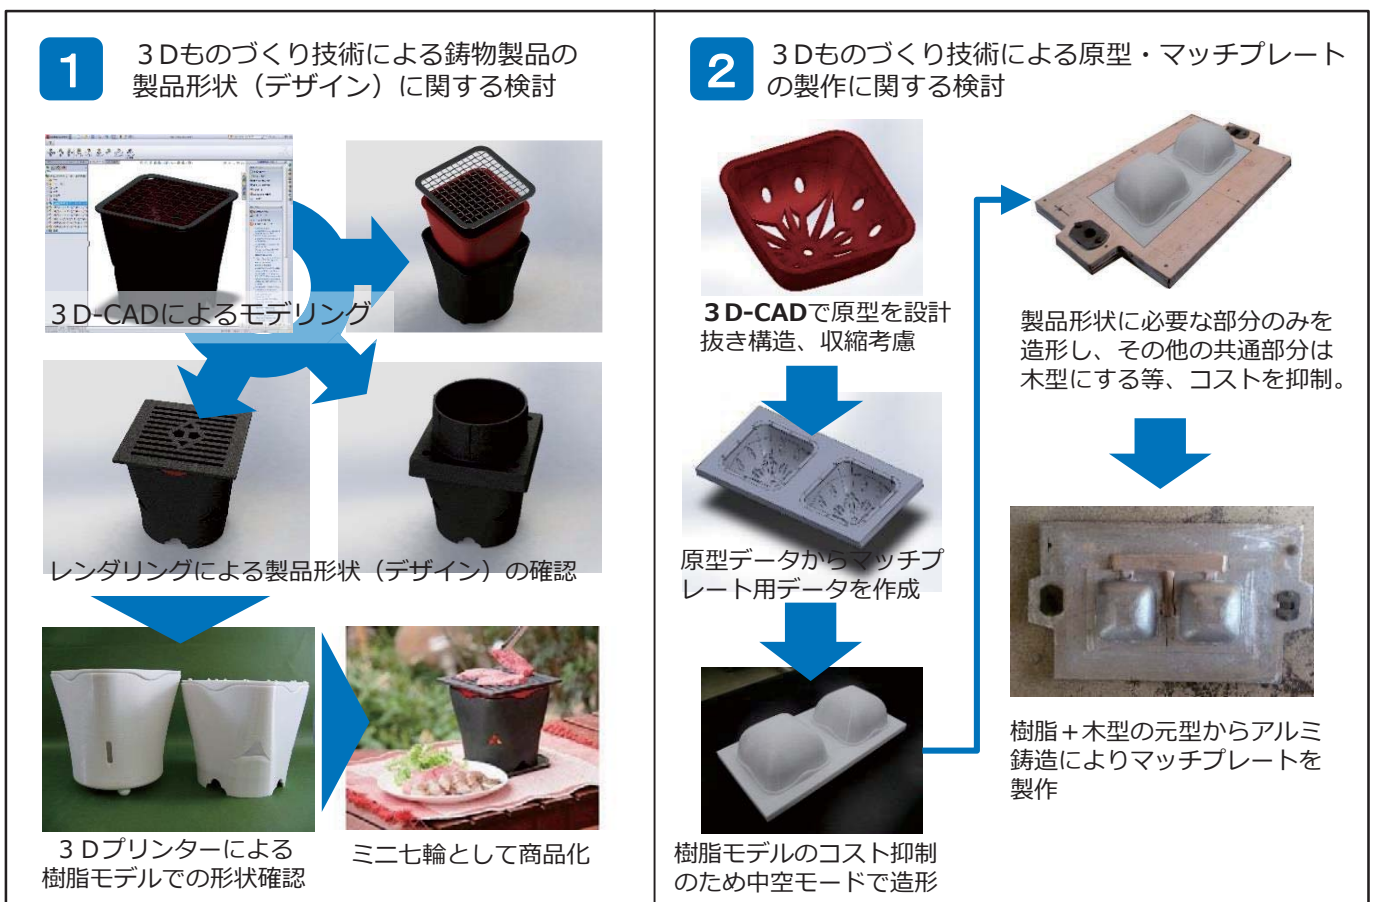 1
３Dものづくり技術による鋳物製品の
製品形状（デザイン）に関する検討
３D-CADによるモデリング
レンダリングによる製品形状（デザイン）の確認
３Dプリンターによる
樹脂モデルでの形状確認
ミニ七輪として商品化
2
３Dものづくり技術による原型・マッチプレート
の製作に関する検討
３D-CADで原型を設計
抜き構造、収縮考慮
原型データからマッチプ
レート用データを作成
樹脂モデルのコスト抑制
のため中空モードで造形
製品形状に必要な部分のみを
造形し、その他の共通部分は
木型にする等、コストを抑制。
樹脂＋木型の元型からアルミ
鋳造によりマッチプレートを
製作